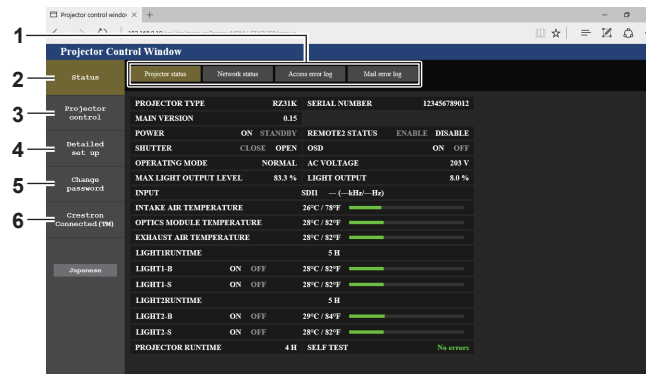 Projector control windov × +
Projector Control Window
1
2
3
4
5
6
Status
Projector control
Detailed set up
Change password
Crestron Connected(TM)
Japanese
Projector status Network status Access error log Mail error log
PROJECTOR TYPE RZ31K SERIAL NUMBER 123456789012
MAIN VERSION 0.15
POWER ON STANDBY REMOTE2 STATUS ENABLE DISABLE
SHUTTER CLOSE OPEN OSD ON OFF
OPERATING MODE NORMAL AC VOLTAGE 203 V
MAX LIGHT OUTPUT LEVEL 83.3 % LIGHT OUTPUT 8.0 %
INPUT SDI1 --- (---kHz/---Hz)
INTAKE AIR TEMPERATURE 26°C / 78°F
OPTICS MODULE TEMPERATURE 28°C / 82°F
EXHAUST AIR TEMPERATURE 28°C / 82°F
LIGHT1RUNTIME 5 H
LIGHT1-B ON OFF 28°C / 82°F
LIGHT1-S ON OFF 28°C / 82°F
LIGHT2RUNTIME 5 H
LIGHT2-B ON OFF 29°C / 84°F
LIGHT2-S ON OFF 28°C / 82°F
PROJECTOR RUNTIME 4 H SELF TEST No errors